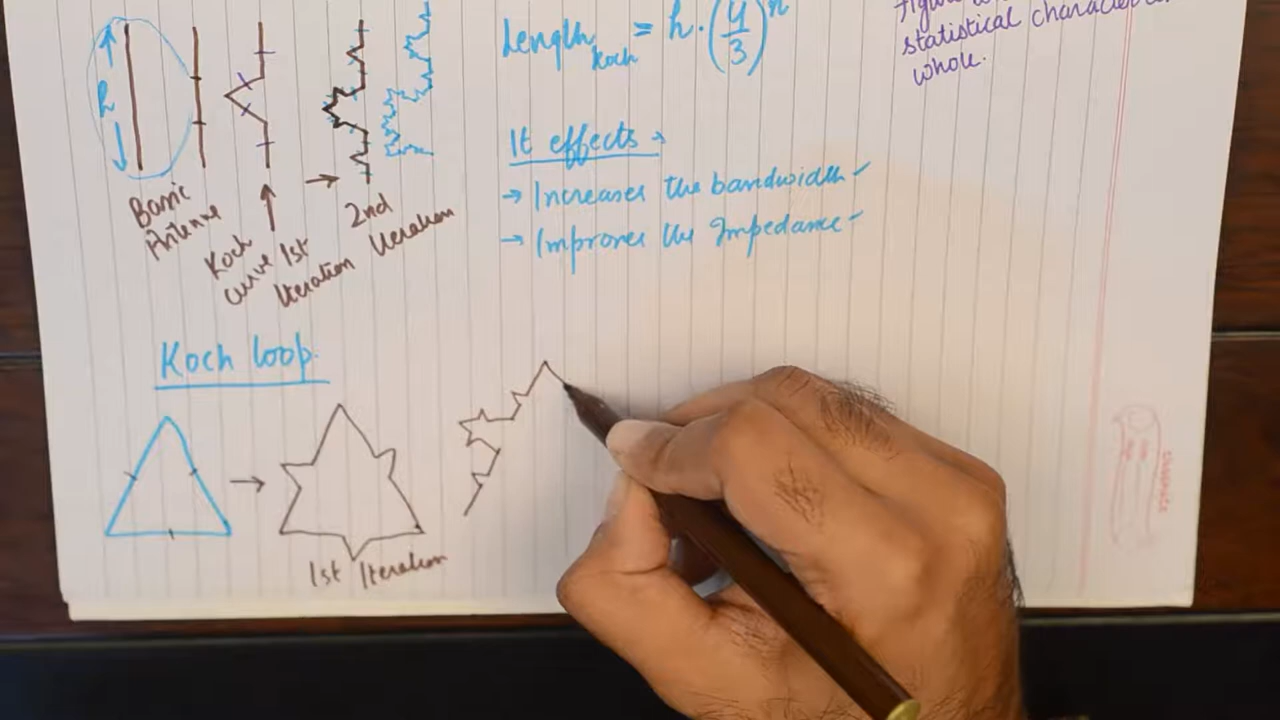 Length koch = h · (4/3)^n
statistical character
whole.
h
It effects →
→ Increases the bandwidth -
→ Improves the Impedance -
Basic
Antenna
Koch
curve 1st
Iteration
2nd
Iteration
Koch loop
1st Iteration